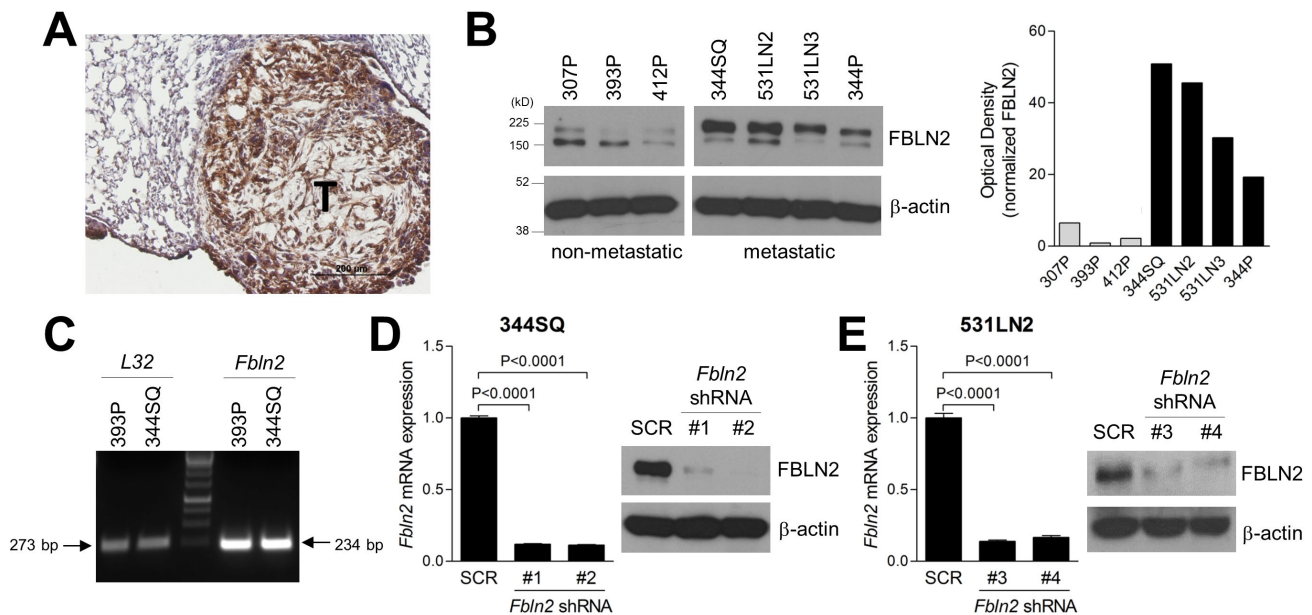 A
T
200 µm
B
307P
393P
412P
344SQ
531LN2
531LN3
344P
(kD)
225
150
52
38
FBLN2
β-actin
non-metastatic
metastatic
Optical Density
(normalized FBLN2)
60
40
20
0
307P
393P
412P
344SQ
531LN2
531LN3
344P
C
L32
Fbln2
393P
344SQ
393P
344SQ
273 bp
234 bp
D
344SQ
Fbln2 mRNA expression
1.5
1.0
0.5
0.0
P<0.0001
P<0.0001
SCR
#1
#2
Fbln2 shRNA
Fbln2
shRNA
SCR #1 #2
FBLN2
β-actin
E
531LN2
Fbln2 mRNA expression
1.5
1.0
0.5
0.0
P<0.0001
P<0.0001
SCR
#3
#4
Fbln2 shRNA
Fbln2
shRNA
SCR #3 #4
FBLN2
β-actin